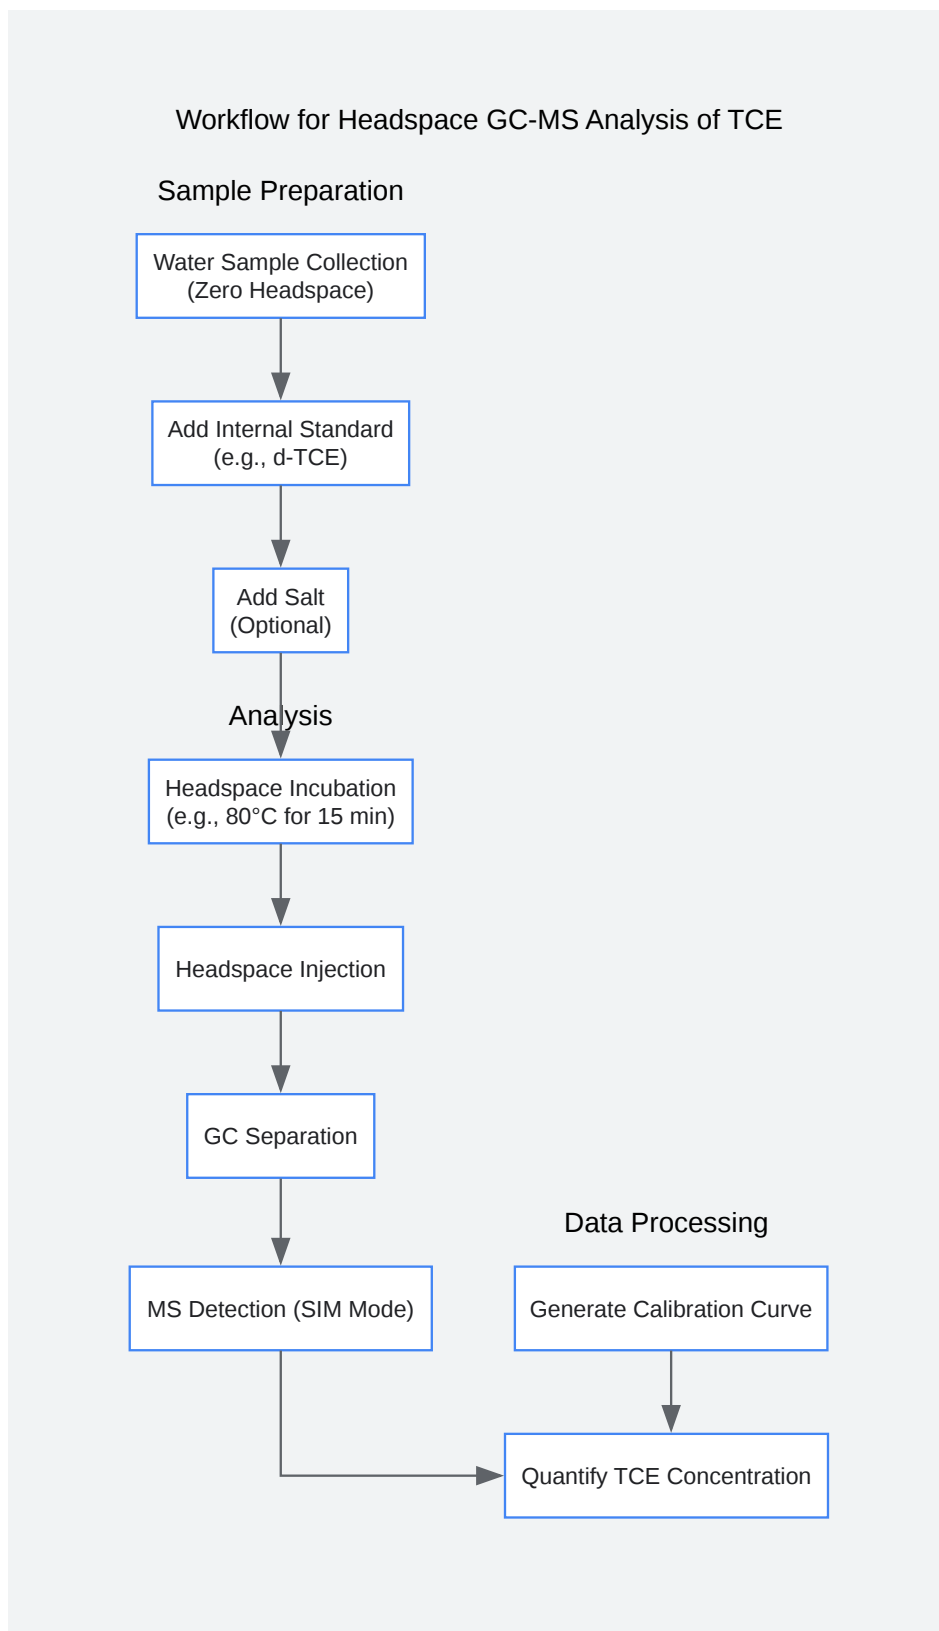 Workflow for Headspace GC-MS Analysis of TCE
Sample Preparation
Water Sample Collection
(Zero Headspace)
Add Internal Standard
(e.g., d-TCE)
Add Salt
(Optional)
Analysis
Headspace Incubation
(e.g., 80°C for 15 min)
Headspace Injection
GC Separation
MS Detection (SIM Mode)
Data Processing
Generate Calibration Curve
Quantify TCE Concentration